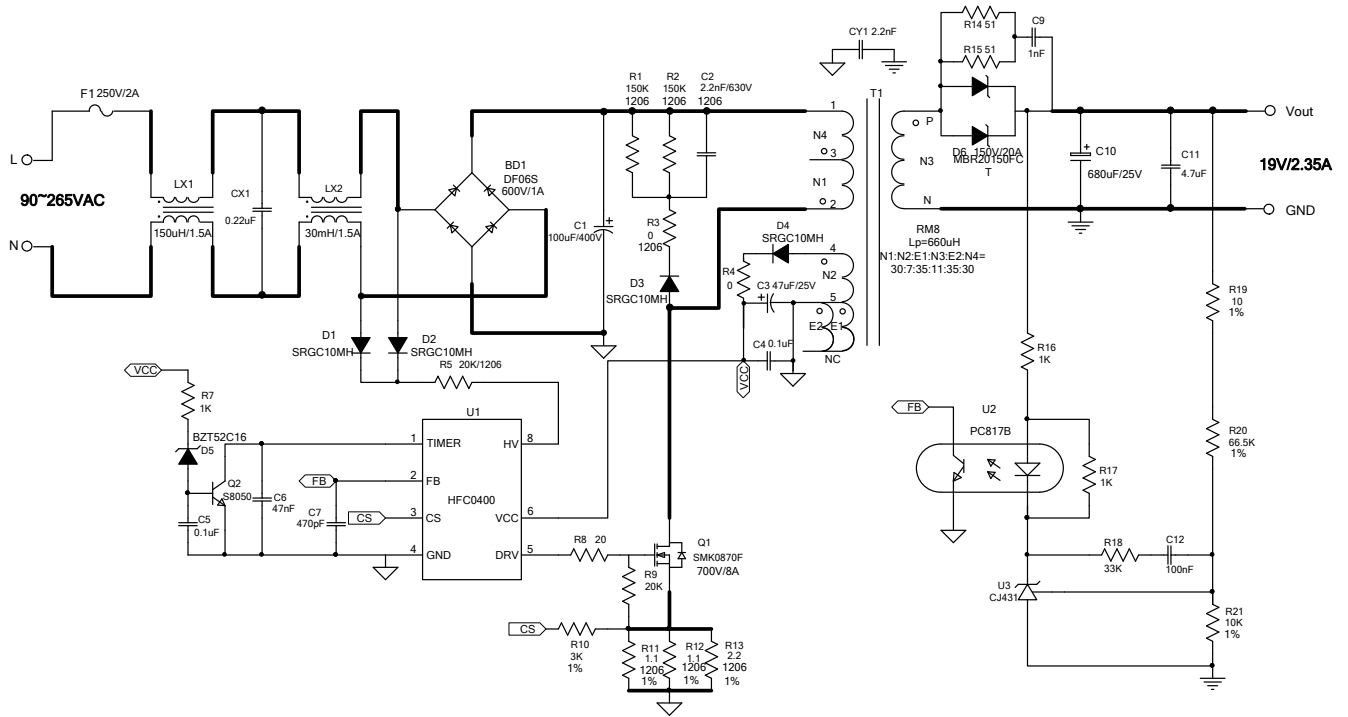 R14 51
C9
1nF
R15 51
CY1 2.2nF
F1 250V/2A
R1
150K
1206
R2
150K
1206
C2
2.2nF/630V
1206
T1
1
N4
3
N1
2
P
N3
N
D6 150V/20A
MBR20150FC
T
Vout
C10
680uF/25V
C11
4.7uF
19V/2.35A
GND
L
90~265VAC
N
LX1
150uH/1.5A
CX1
0.22uF
LX2
30mH/1.5A
BD1
DF06S
600V/1A
C1
100uF/400V
R3
0
1206
D3
SRGC10MH
D4
SRGC10MH
R4
0
C3 47uF/25V
C4 0.1uF
4
N2
5
E2 E1
NC
RM8
Lp=660uH
N1:N2:E1:N3:E2:N4=
30:7:35:11:35:30
VCC
D1
SRGC10MH
D2
SRGC10MH
R5 20K/1206
VCC
R7
1K
BZT52C16
D5
Q2
S8050
C5
0.1uF
C6
47nF
FB
C7
470pF
CS
U1
1 TIMER
HV 8
2 FB
HFC0400
3 CS
VCC 6
4 GND
DRV 5
R8 20
R9
20K
Q1
SMK0870F
700V/8A
CS
R10
3K
1%
R11
1.1
1206
1%
R12
1.1
1206
1%
R13
2.2
1206
1%
R16
1K
R19
10
1%
FB
U2
PC817B
R17
1K
R20
66.5K
1%
R18
33K
C12
100nF
U3
CJ431
R21
10K
1%